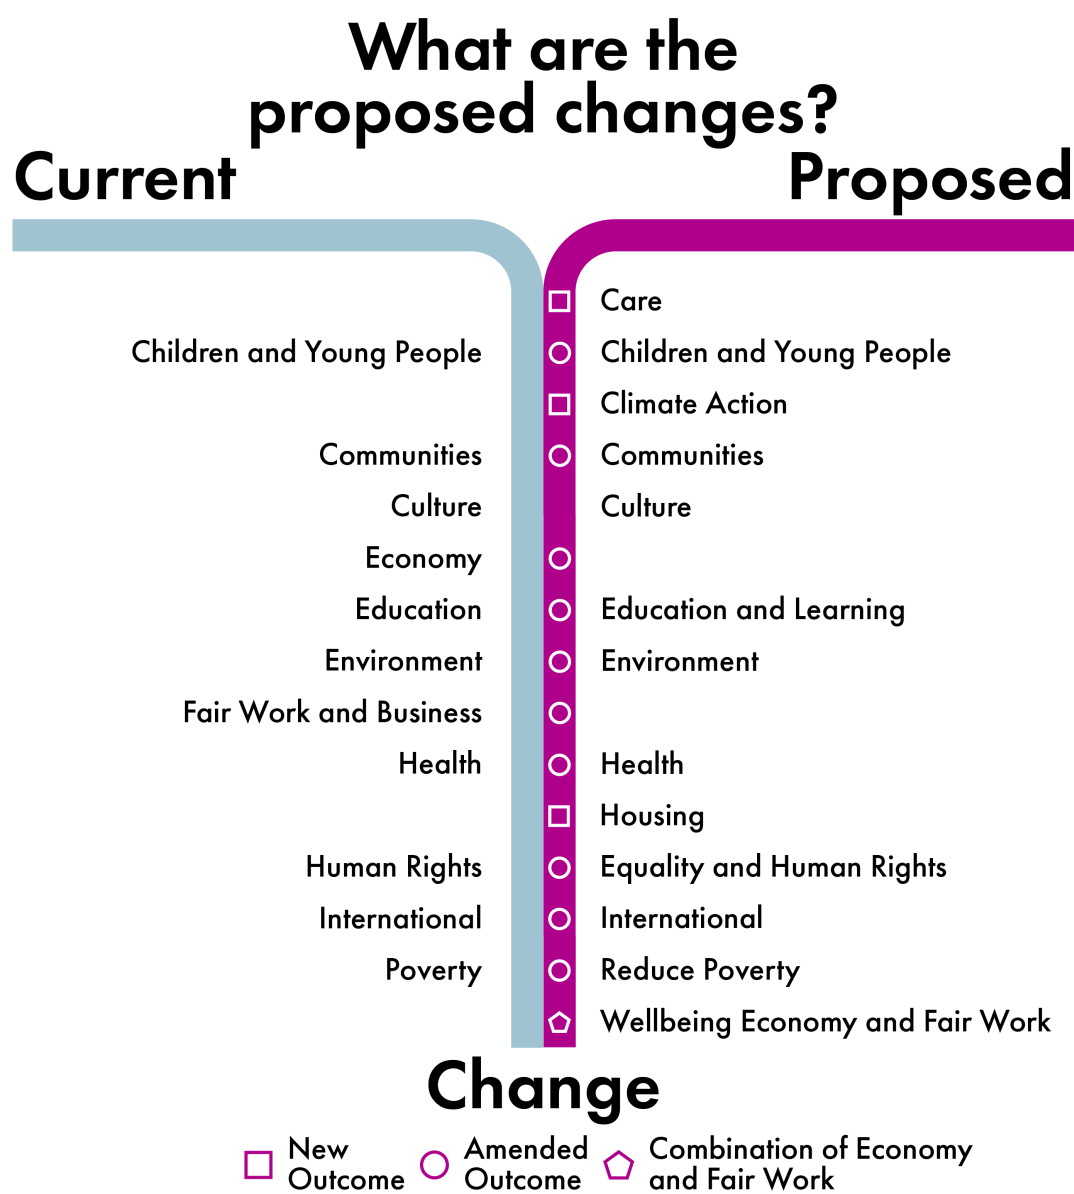 What are the
proposed changes?
Current
Proposed
Care
Children and Young People
Children and Young People
Climate Action
Communities
Communities
Culture
Culture
Economy
Education
Education and Learning
Environment
Environment
Fair Work and Business
Health
Health
Housing
Human Rights
Equality and Human Rights
International
International
Poverty
Reduce Poverty
Wellbeing Economy and Fair Work
Change
New
Outcome
Amended
Outcome
Combination of Economy
and Fair Work